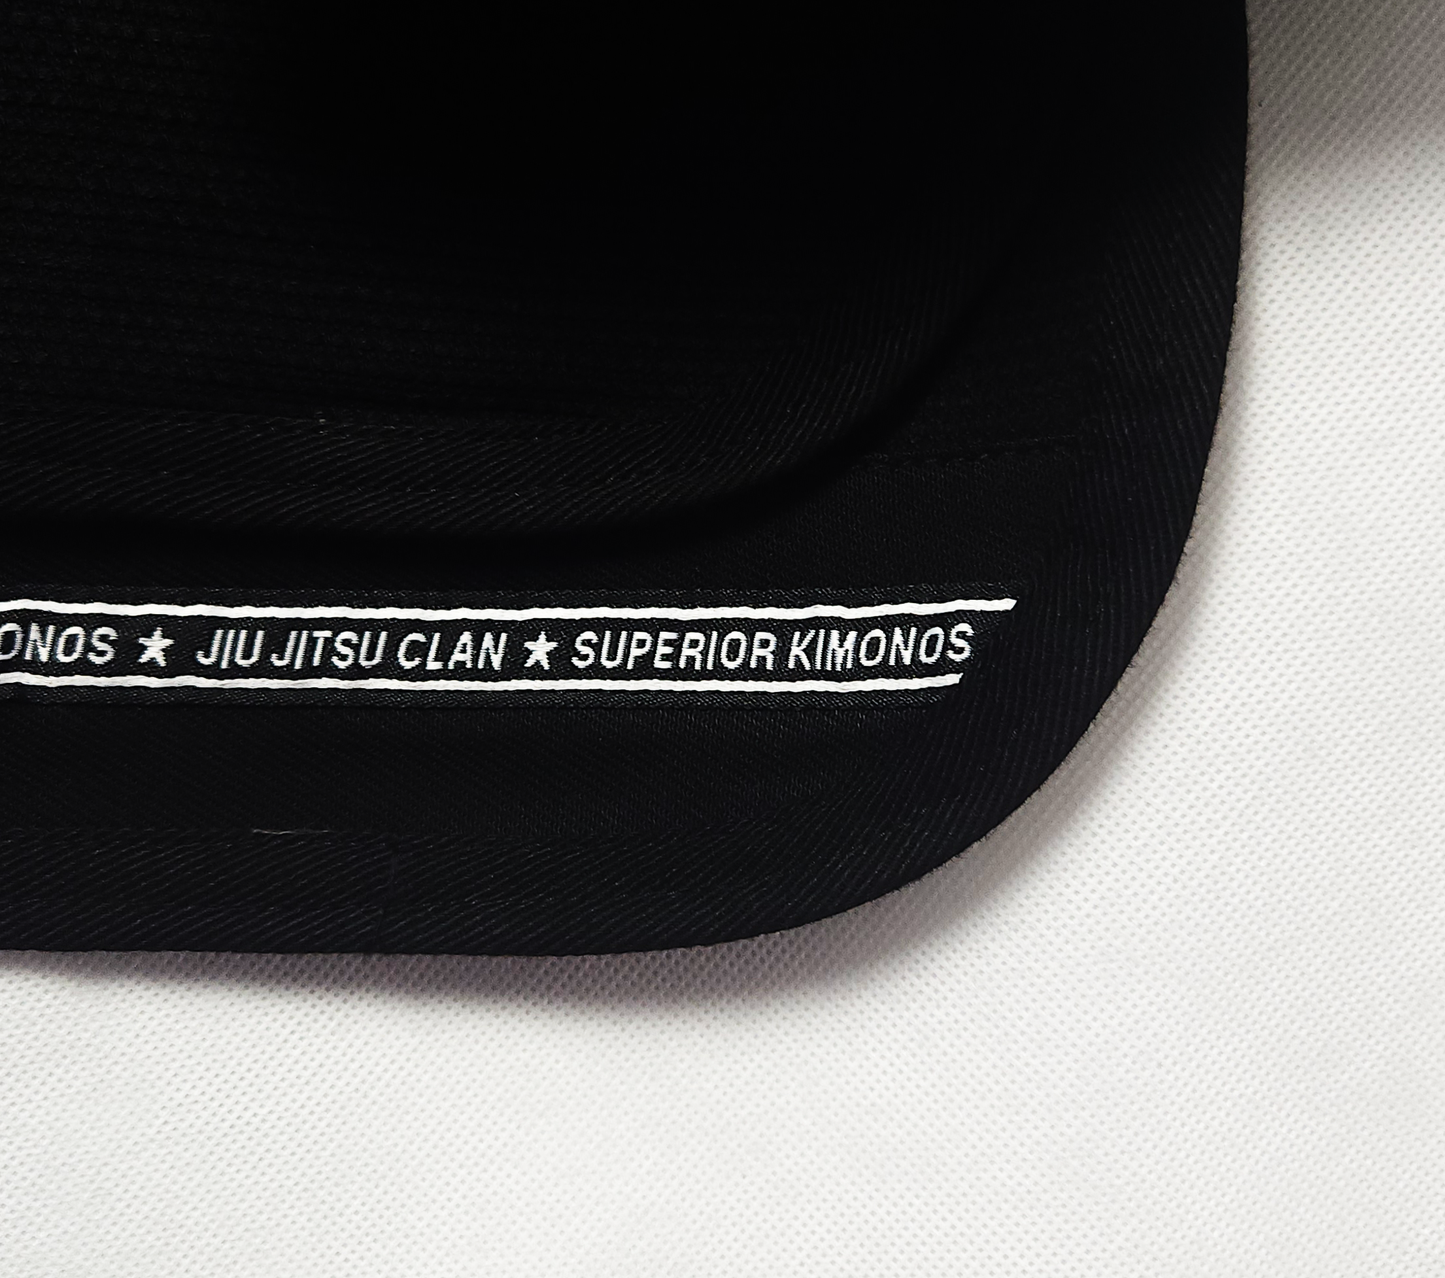 ONOS ★ JIU JITSU CLAN ★ SUPERIOR KIMONOS